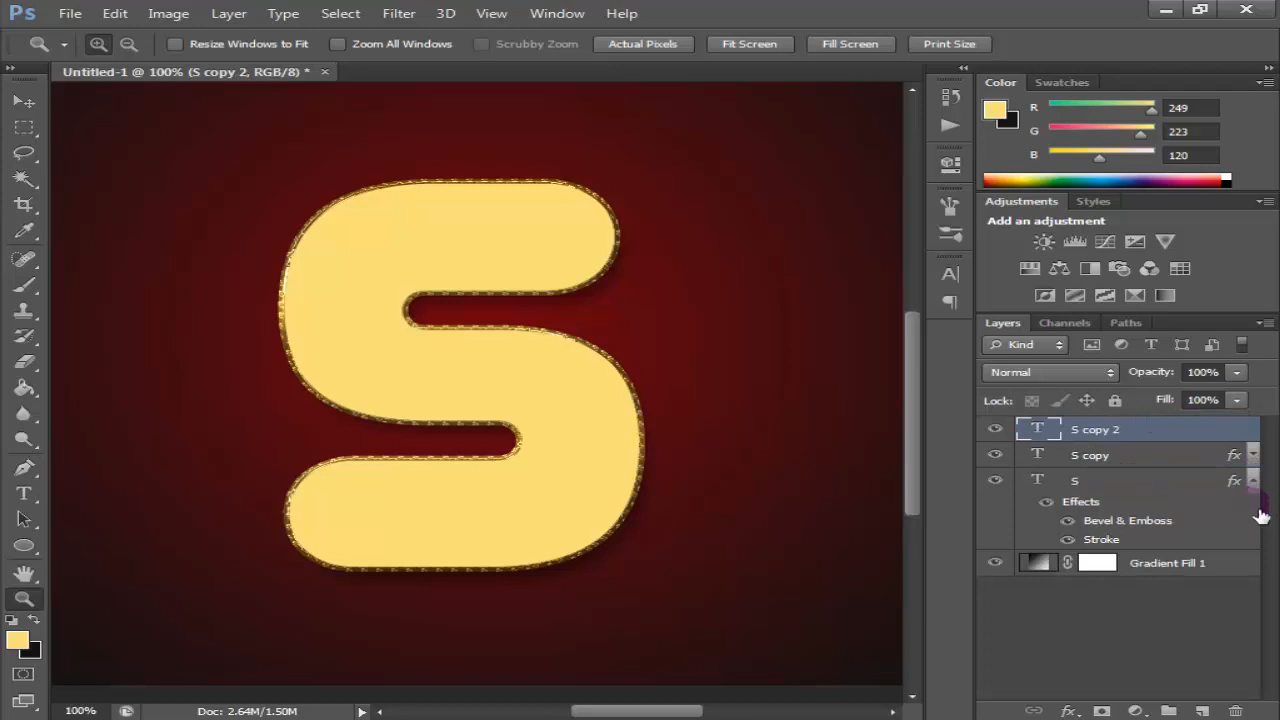 Ps File Edit Image Layer Type Select Filter 3D View Window Help
Resize Windows to Fit Zoom All Windows Scrubby Zoom Actual Pixels Fit Screen Fill Screen Print Size
Untitled-1 @ 100% (S copy 2, RGB/8) * ×
Color Swatches
R 249
G 223
B 120
Adjustments Styles
Add an adjustment
Layers Channels Paths
Kind
Normal Opacity: 100%
Lock: Fill: 100%
T S copy 2
T S copy fx
T S fx
Effects
Bevel & Emboss
Stroke
Gradient Fill 1
S
100% Doc: 2.64M/1.50M